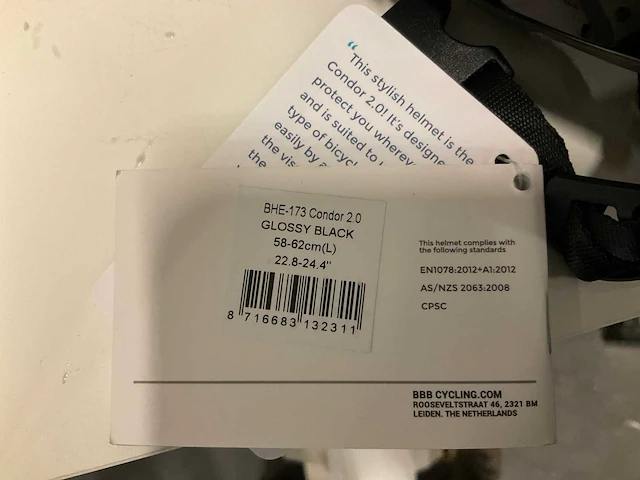 “This stylish helmet is the
Condor 2.0! It's designe
protect you wherev
and is suited to
type of bicycl
easily by a
the vis
the
BHE-173 Condor 2.0
GLOSSY BLACK
58-62cm(L)
22.8-24.4"
8 716683 132311
This helmet complies with
the following standards
EN1078:2012+A1:2012
AS/NZS 2063:2008
CPSC
BBB CYCLING.COM
ROOSEVELTSTRAAT 46, 2321 BM
LEIDEN. THE NETHERLANDS